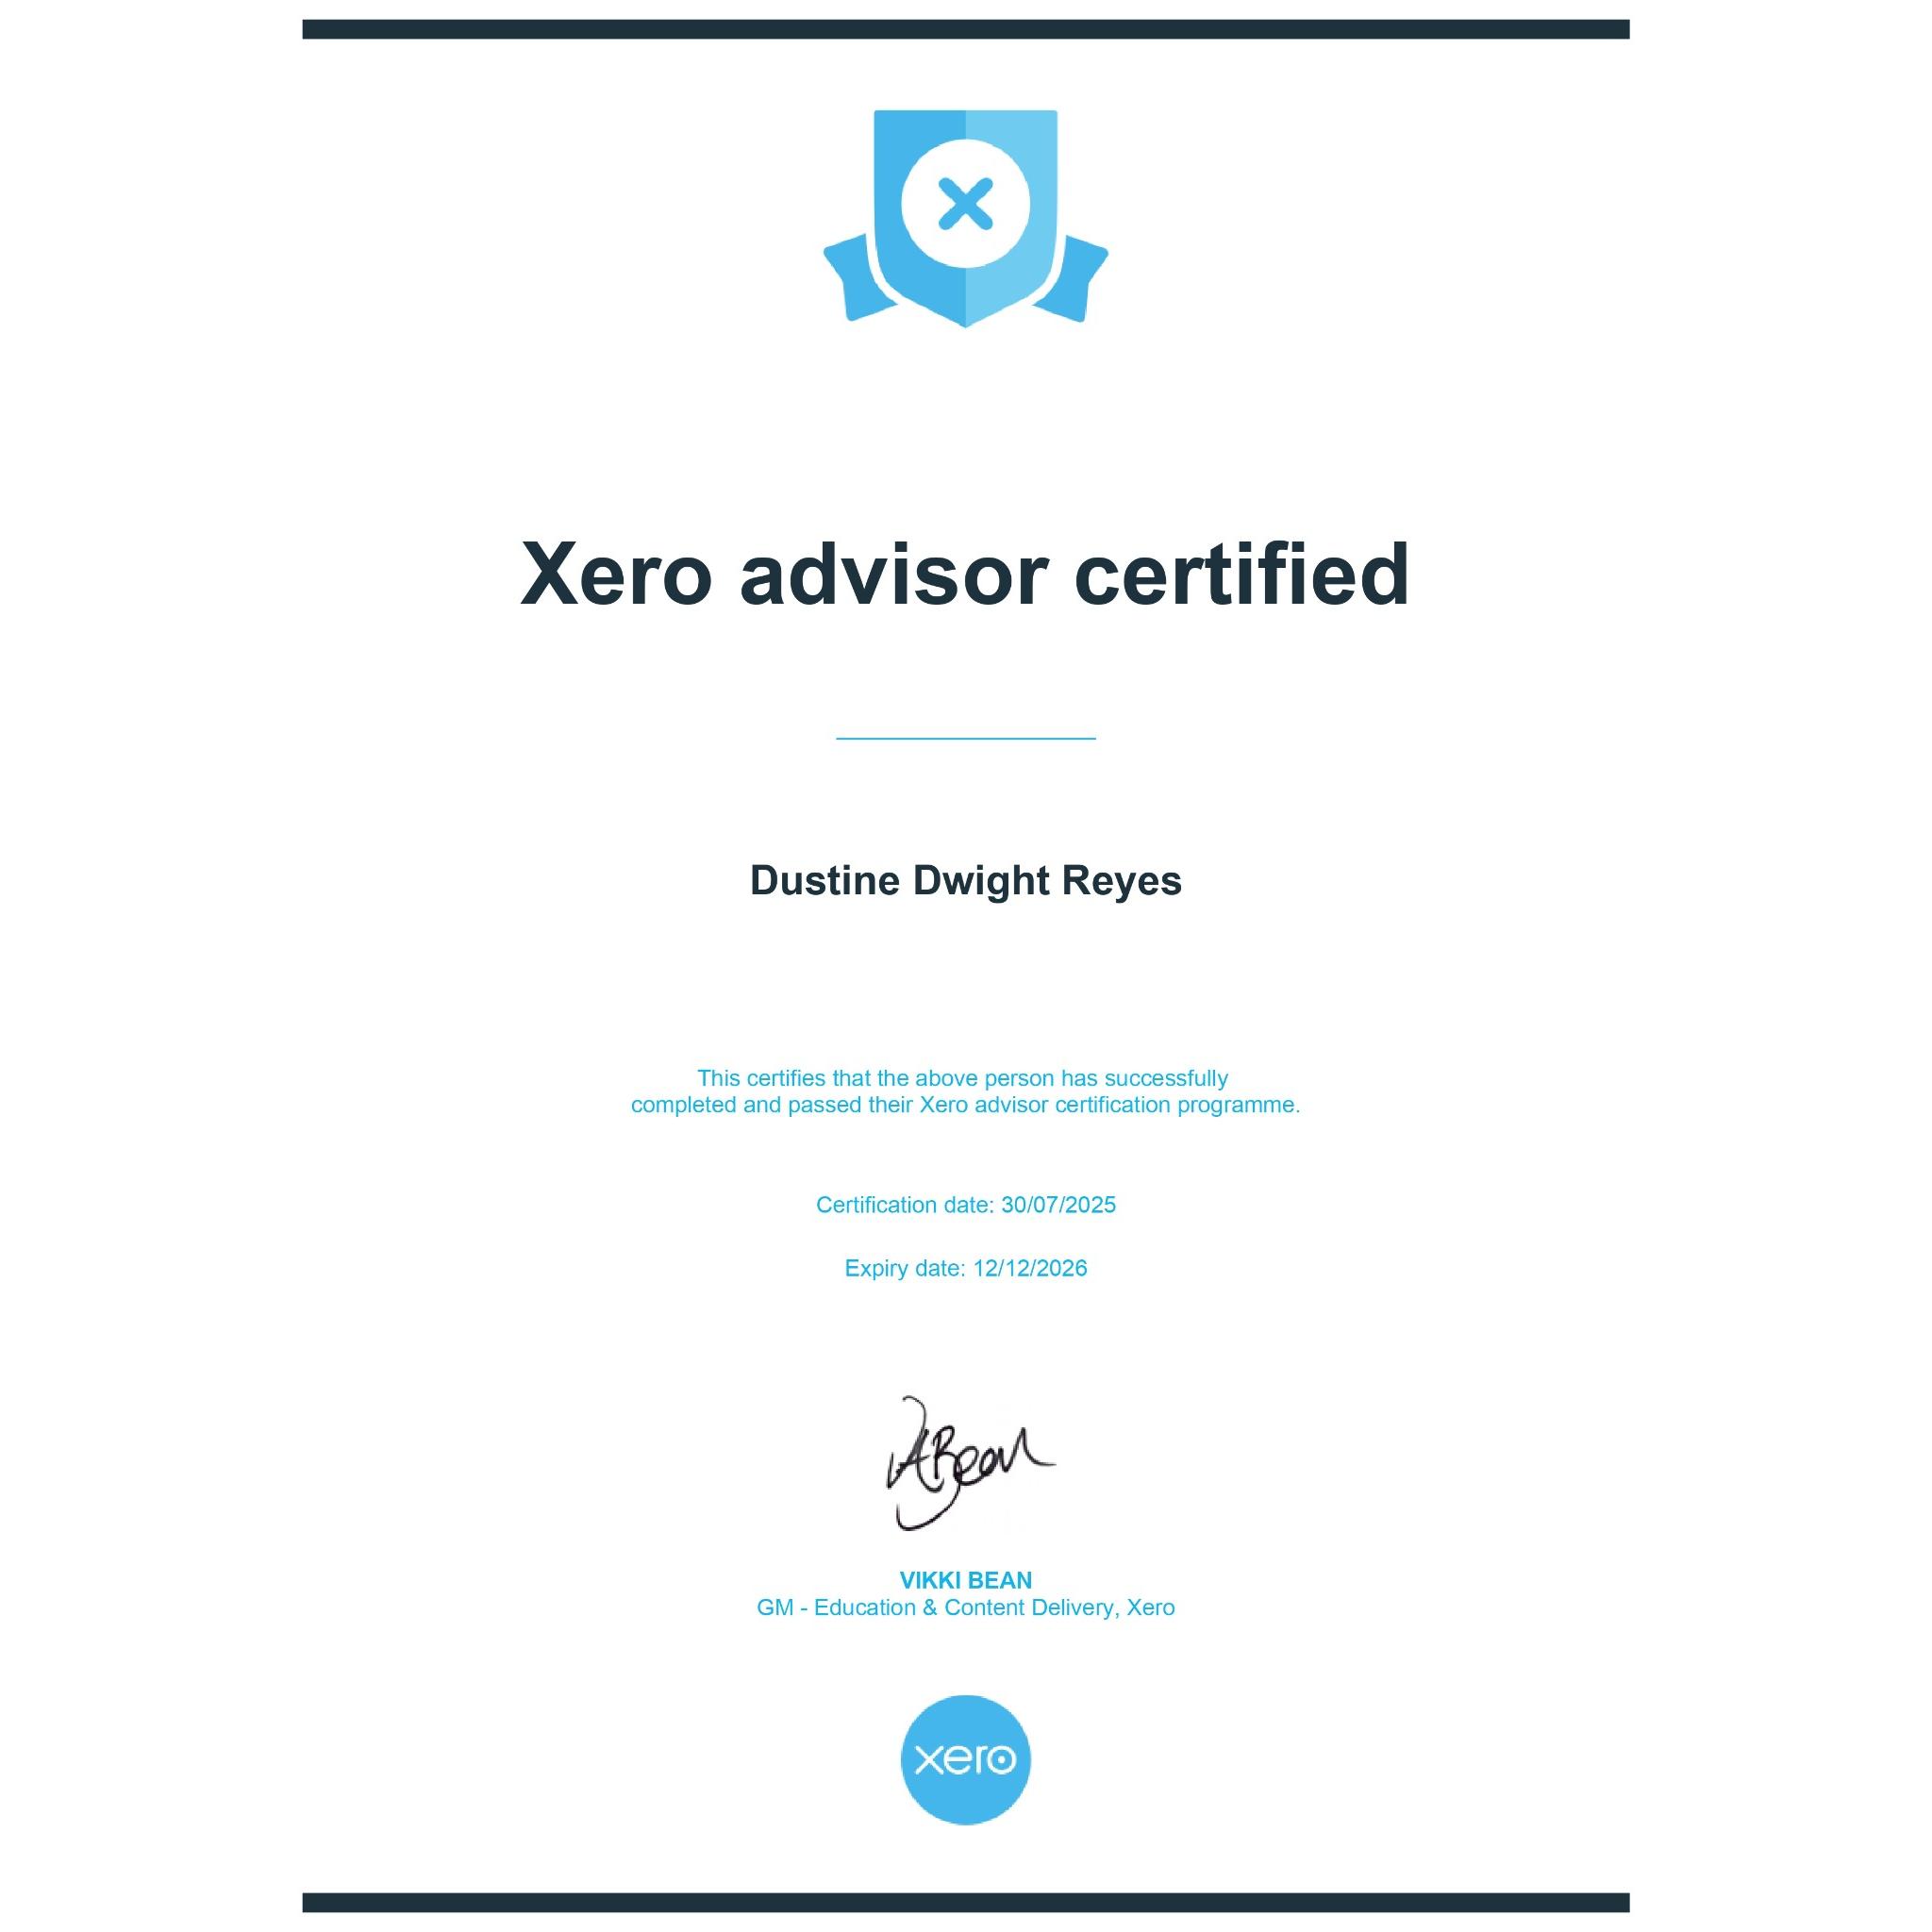 Xero advisor certified
Dustine Dwight Reyes
This certifies that the above person has successfully
completed and passed their Xero advisor certification programme.
Certification date: 30/07/2025
Expiry date: 12/12/2026
VIKKI BEAN
GM - Education & Content Delivery, Xero
xero